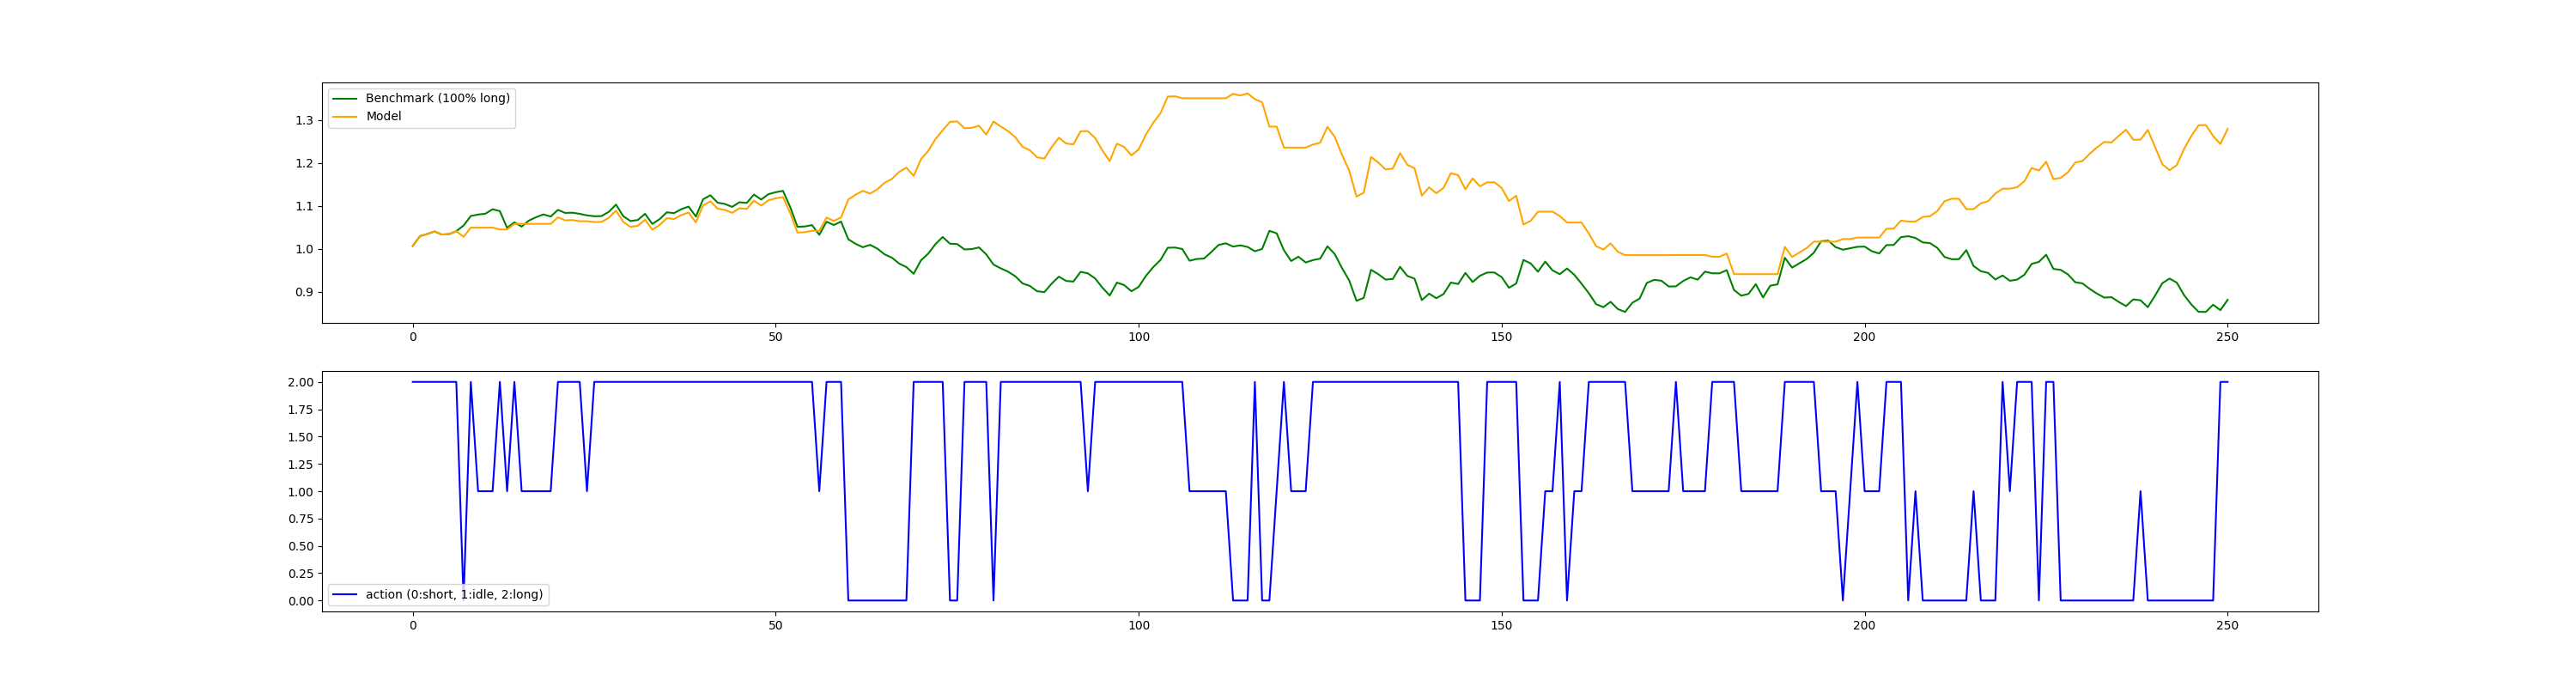 Benchmark (100% long)
Model
1.3
1.2
1.1
1.0
0.9
0 50 100 150 200 250
2.00
1.75
1.50
1.25
1.00
0.75
0.50
0.25
0.00
action (0:short, 1:idle, 2:long)
0 50 100 150 200 250